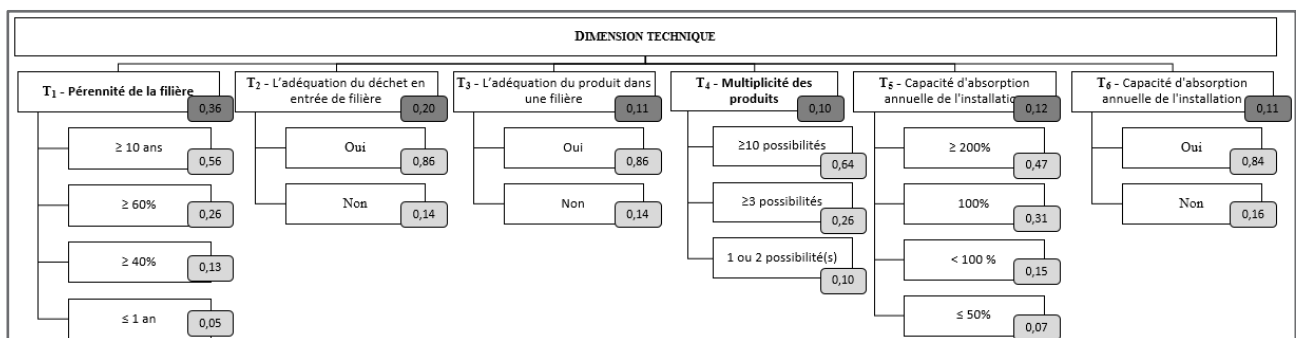 DIMENSION TECHNIQUE
T1 - Pérennité de la filière
0,36
≥ 10 ans
0,56
≥ 60%
0,26
≥ 40%
0,13
≤ 1 an
0,05
T2 - L'adéquation du déchet en
entrée de filière
0,20
Oui
0,86
Non
0,14
T3 - L'adéquation du produit dans
une filière
0,11
Oui
0,86
Non
0,14
T4 - Multiplicité des
produits
0,10
≥10 possibilités
0,64
≥3 possibilités
0,26
1 ou 2 possibilité(s)
0,10
T5 - Capacité d'absorption
annuelle de l'installation
0,12
≥ 200%
0,47
100%
0,31
< 100 %
0,15
≤ 50%
0,07
T6 - Capacité d'absorption
annuelle de l'installation
0,11
Oui
0,84
Non
0,16